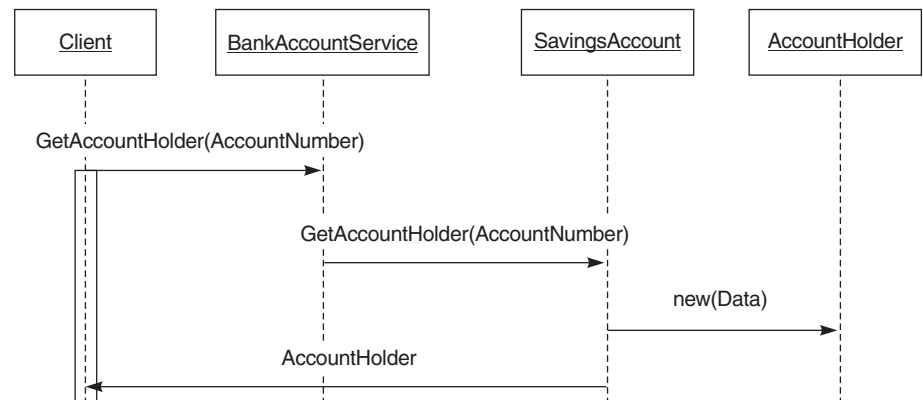 Client
BankAccountService
SavingsAccount
AccountHolder
GetAccountHolder(AccountNumber)
GetAccountHolder(AccountNumber)
new(Data)
AccountHolder